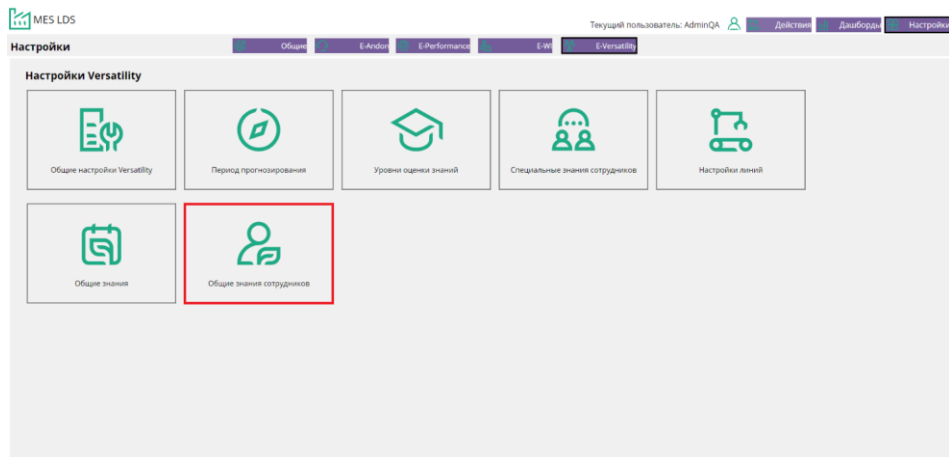 MES LDS
Текущий пользователь: AdminQA Действия Дашборды Настройки
Настройки Общие E-Andon E-Performance E-WI E-Versatility
Настройки Versatility
Общие настройки Versatility Период прогнозирования Уровни оценки знаний Специальные знания сотрудников Настройки линий
Общие знания Общие знания сотрудников